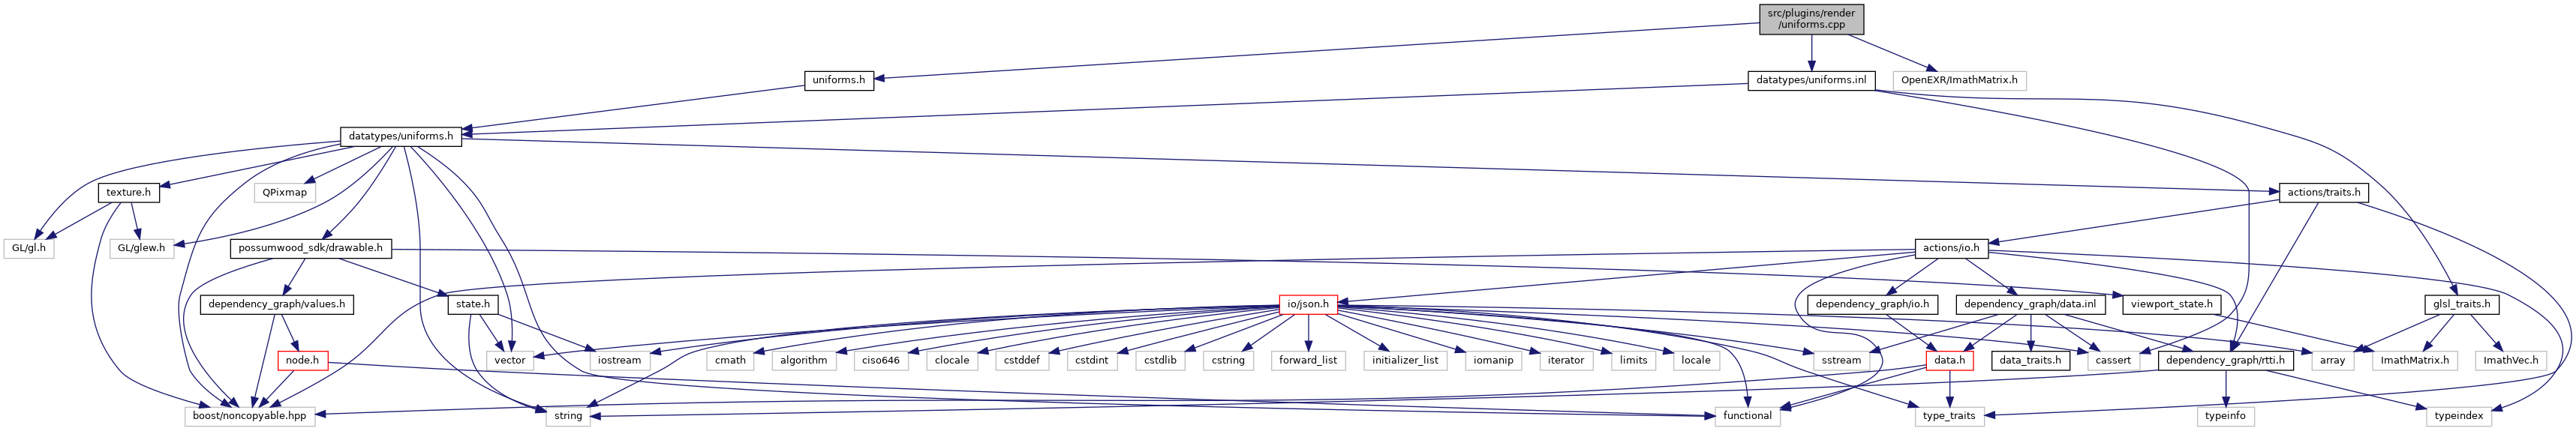 src/plugins/render
/uniforms.cpp
uniforms.h
datatypes/uniforms.inl
OpenEXR/ImathMatrix.h
datatypes/uniforms.h
texture.h
QPixmap
actions/traits.h
GL/gl.h
GL/glew.h
possumwood_sdk/drawable.h
actions/io.h
dependency_graph/values.h
state.h
io/json.h
dependency_graph/io.h
dependency_graph/data.inl
viewport_state.h
glsl_traits.h
node.h
vector
iostream
cmath
algorithm
ciso646
clocale
cstddef
cstdint
cstdlib
cstring
forward_list
initializer_list
iomanip
iterator
limits
locale
sstream
data.h
data_traits.h
cassert
dependency_graph/rtti.h
array
ImathMatrix.h
ImathVec.h
boost/noncopyable.hpp
string
functional
type_traits
typeinfo
typeindex